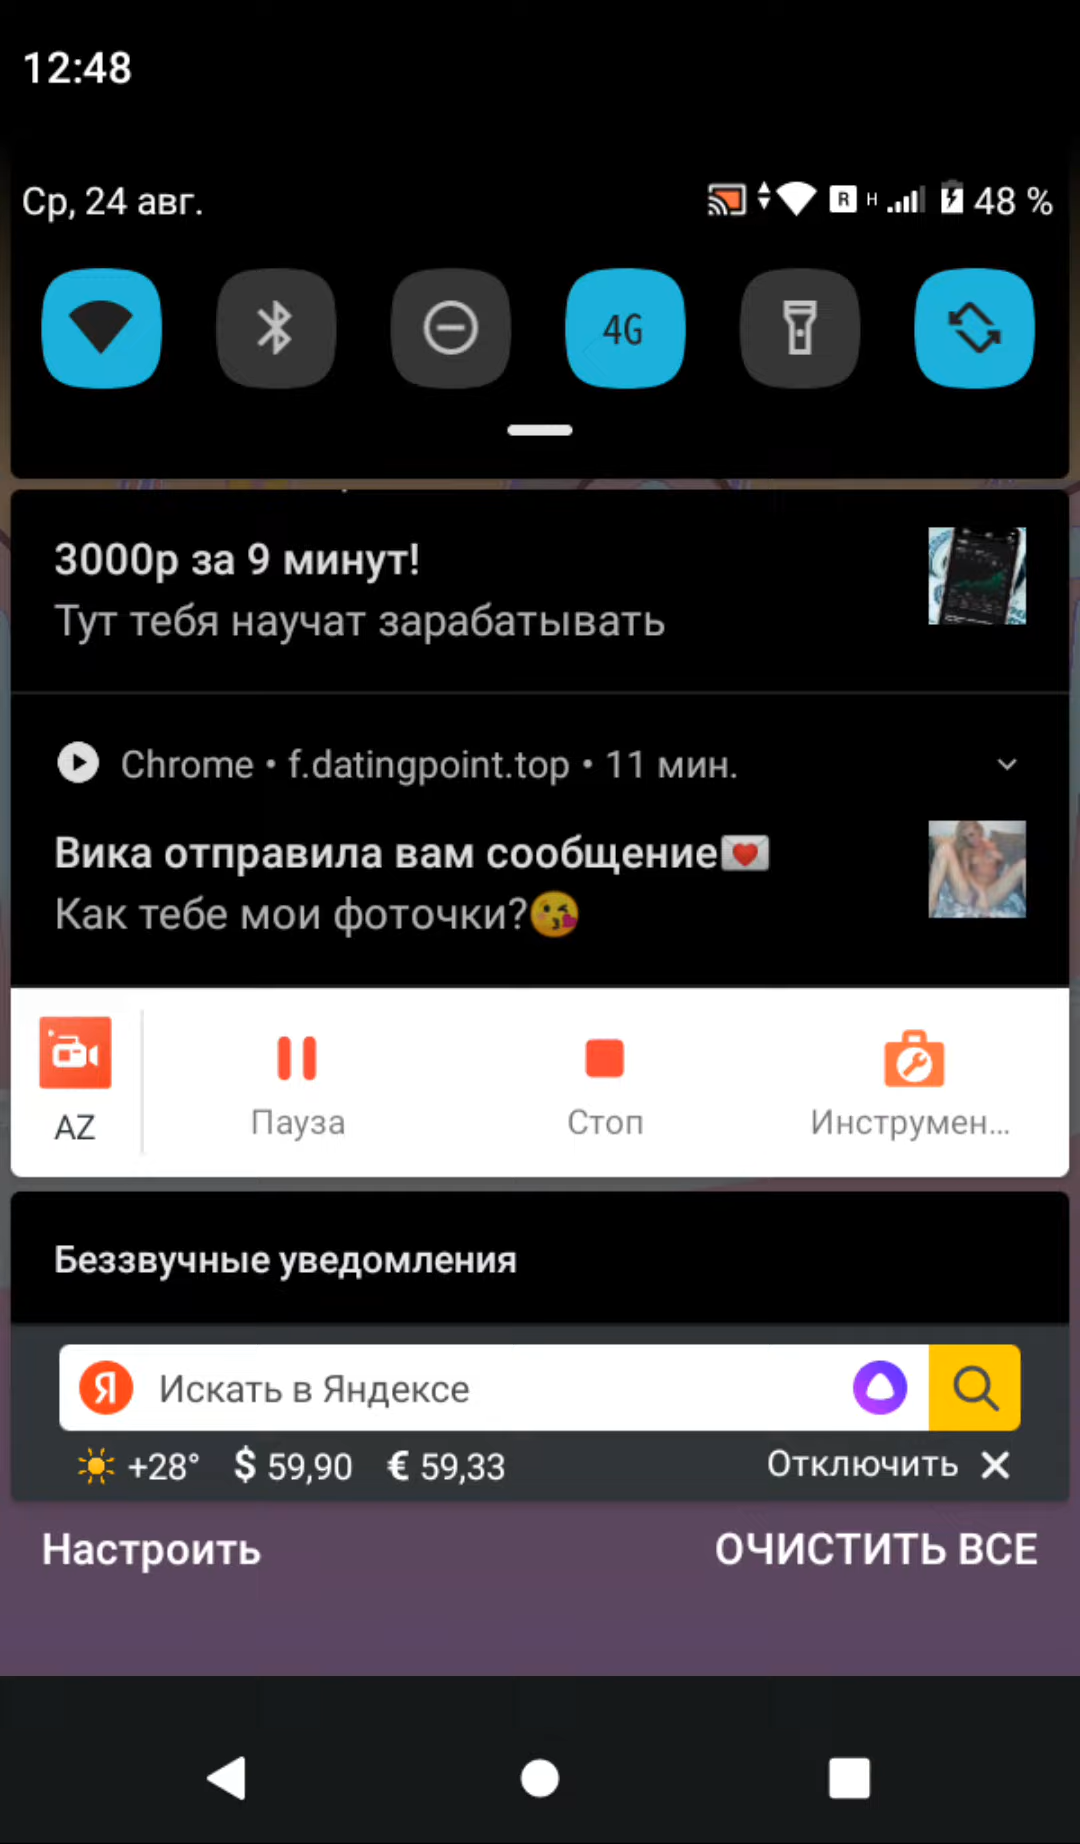 12:48
Ср, 24 авг.
R H 48 %
4G
3000р за 9 минут!
Тут тебя научат зарабатывать
Chrome • f.datingpoint.top • 11 мин.
Вика отправила вам сообщение💌
Как тебе мои фоточки?😘
AZ
Пауза
Стоп
Инструмен...
Беззвучные уведомления
Я Искать в Яндексе
+28° $ 59,90 € 59,33 Отключить
Настроить
ОЧИСТИТЬ ВСЕ